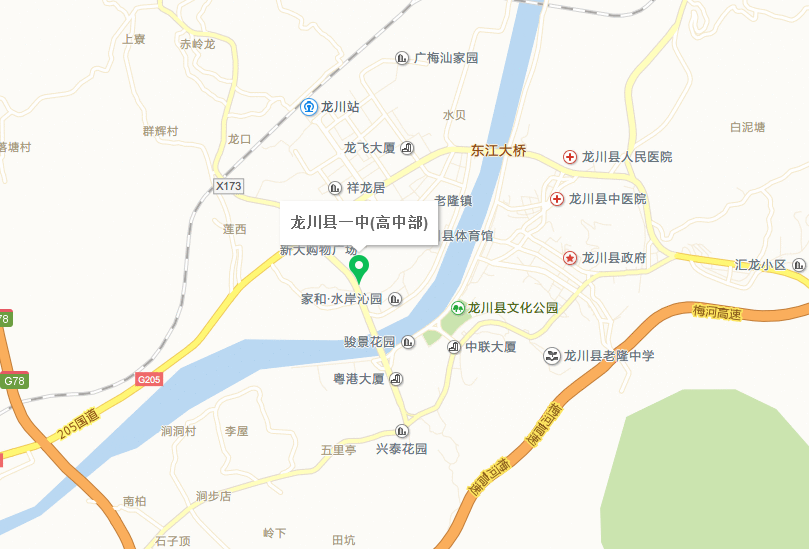 上寮
赤岭龙
广梅汕家园
龙川站
水贝
白泥塘
群辉村
龙口
落塘村
龙飞大厦
东江大桥
龙川县人民医院
X173
祥龙居
老隆镇
龙川县中医院
龙川县一中(高中部)
莲西
县体育馆
新大购物广场
龙川县政府
汇龙小区
家和·水岸沁园
龙川县文化公园
梅河高速
78
骏景花园
中联大厦
龙川县老隆中学
G78
G205
粤港大厦
205国道
涧洞村
李屋
梅河高速
五里亭
兴泰花园
梅河高速
南柏
涧步店
石子顶
岭下
田坑